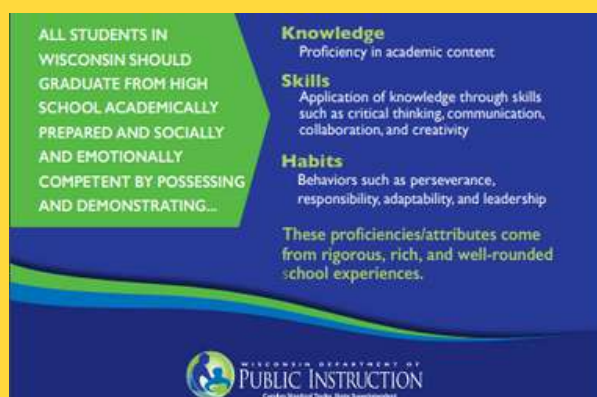 ALL STUDENTS IN
WISCONSIN SHOULD
GRADUATE FROM HIGH
SCHOOL ACADEMICALLY
PREPARED AND SOCIALLY
AND EMOTIONALLY
COMPETENT BY POSSESSING
AND DEMONSTRATING...
Knowledge
Proficiency in academic content
Skills
Application of knowledge through skills
such as critical thinking, communication,
collaboration, and creativity
Habits
Behaviors such as perseverance,
responsibility, adaptability, and leadership
These proficiencies/attributes come
from rigorous, rich, and well-rounded
school experiences.
WISCONSIN DEPARTMENT OF
PUBLIC INSTRUCTION
State Superintendent